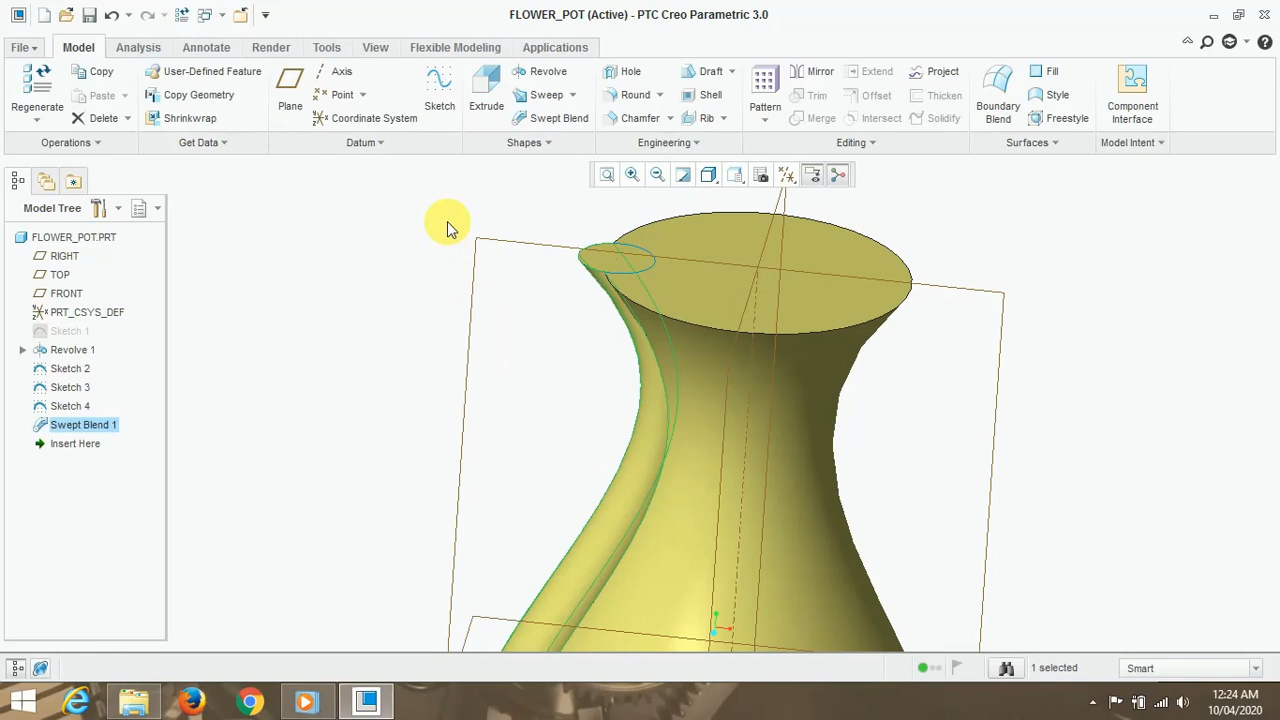 FLOWER_POT (Active) - PTC Creo Parametric 3.0
File Model Analysis Annotate Render Tools View Flexible Modeling Applications
Regenerate
Copy
Paste
Delete
Operations
User-Defined Feature
Copy Geometry
Shrinkwrap
Get Data
Plane
Axis
Point
Coordinate System
Sketch
Datum
Extrude
Revolve
Sweep
Swept Blend
Shapes
Hole
Round
Chamfer
Draft
Shell
Rib
Engineering
Pattern
Mirror
Trim
Merge
Extend
Offset
Intersect
Project
Thicken
Solidify
Editing
Boundary
Blend
Fill
Style
Freestyle
Surfaces
Component
Interface
Model Intent
Model Tree
FLOWER_POT.PRT
RIGHT
TOP
FRONT
PRT_CSYS_DEF
Sketch 1
Revolve 1
Sketch 2
Sketch 3
Sketch 4
Swept Blend 1
Insert Here
1 selected
Smart
12:24 AM
10/04/2020